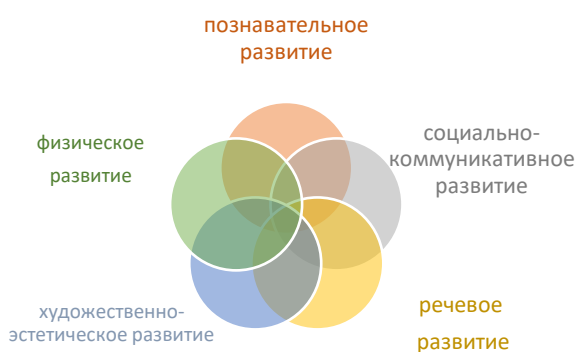 познавательное
развитие
социально-
коммуникативное
развитие
речевое
развитие
художественно-
эстетическое развитие
физическое
развитие